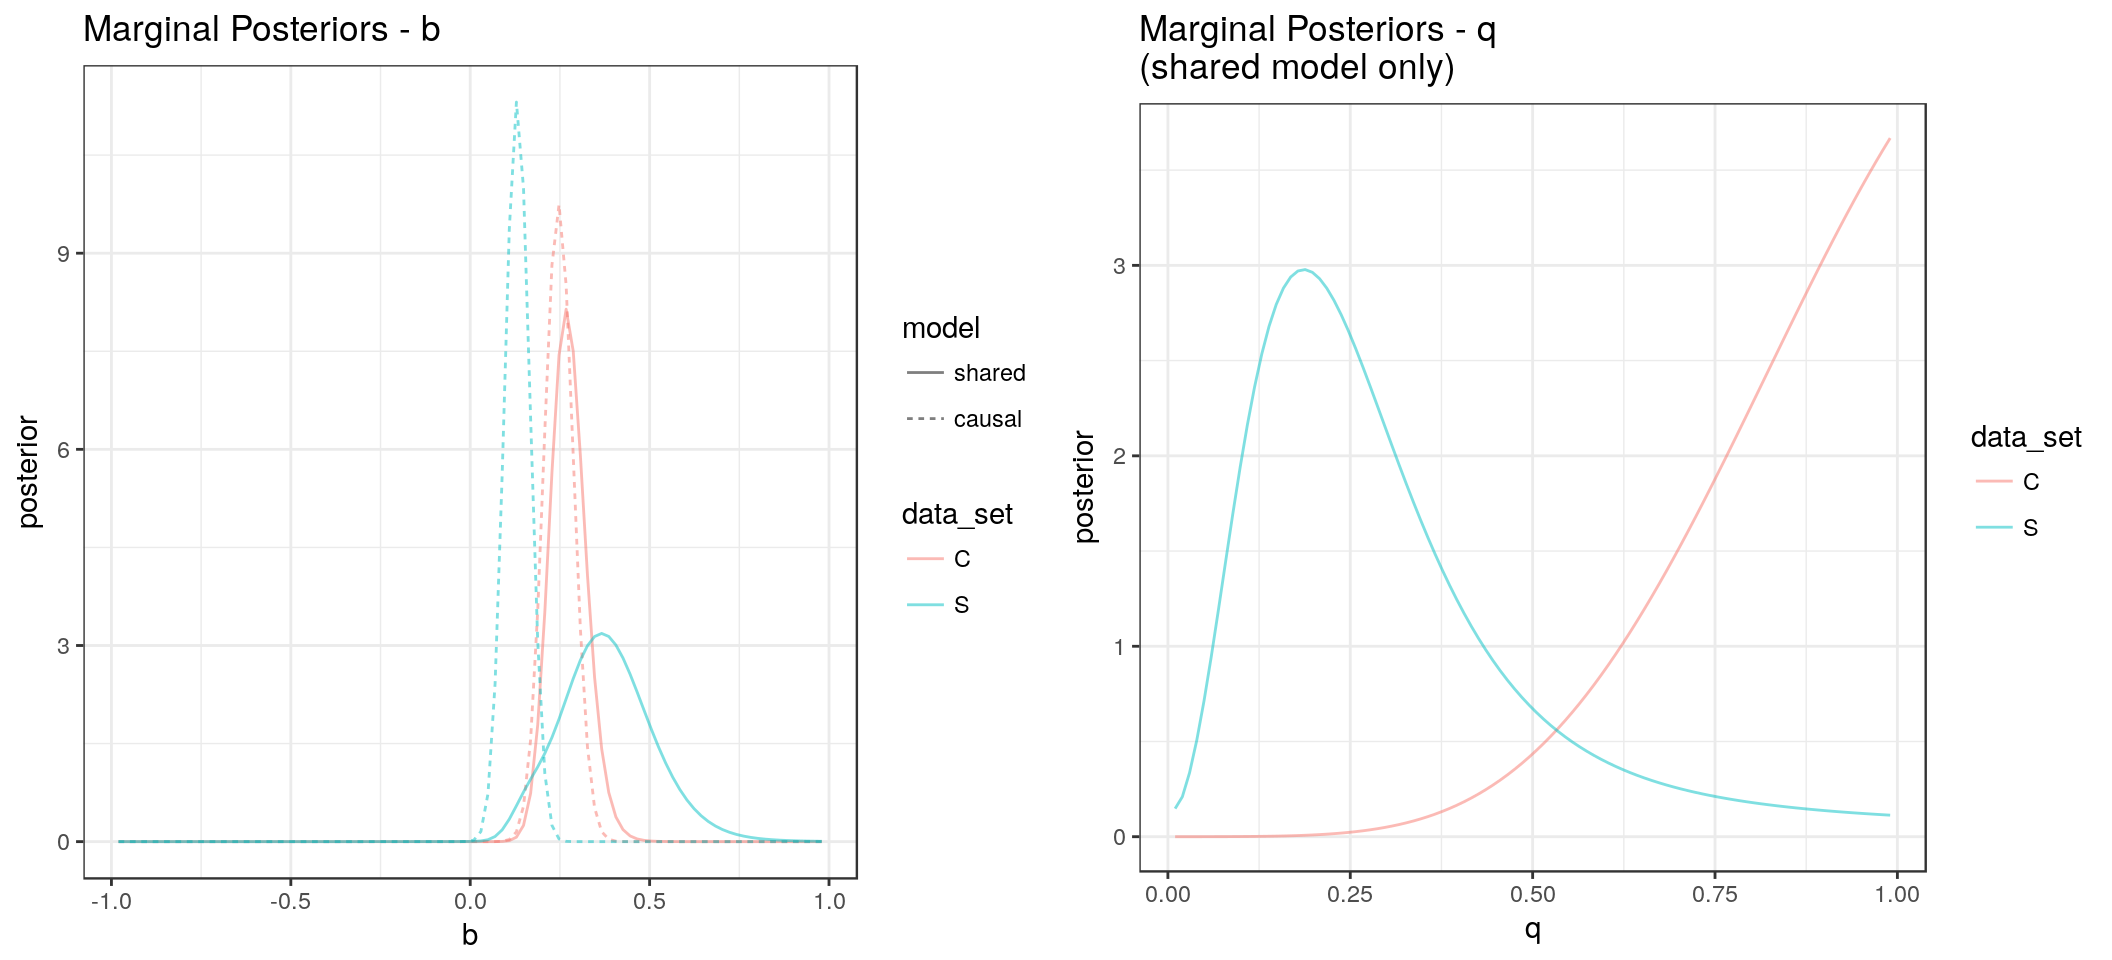 Marginal Posteriors - b
posterior
9
6
3
0
-1.0
-0.5
0.0
0.5
1.0
b
model
shared
causal
data_set
C
S
Marginal Posteriors - q
(shared model only)
posterior
3
2
1
0
0.00
0.25
0.50
0.75
1.00
q
data_set
C
S